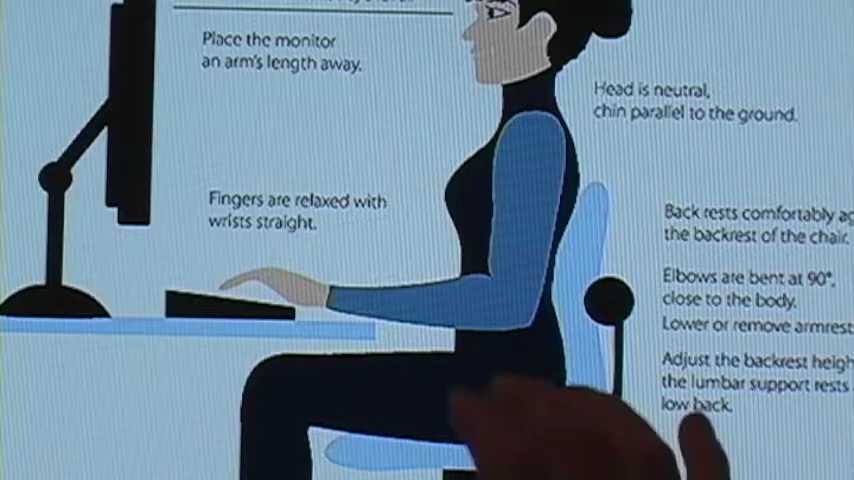 Place the monitor
an arm's length away.
Head is neutral,
chin parallel to the ground.
Fingers are relaxed with
wrists straight.
Back rests comfortably
the backrest of the chair.
Elbows are bent at 90°,
close to the body.
Lower or remove
Adjust the backrest
the lumbar support rests
low back.